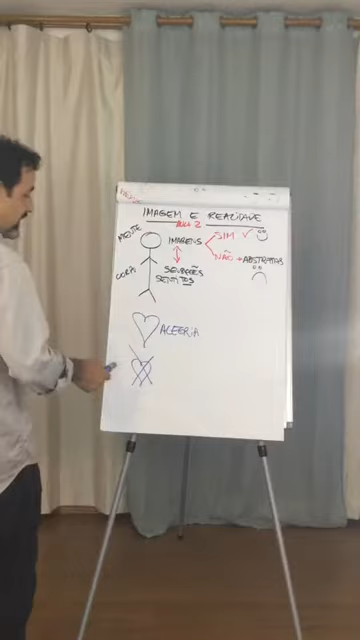 IMAGEM E REALIDADE
AULA 2
MENTE
IMAGENS
SIM
NÃO → ABSTRATAS
CORPO
SENSAÇÕES
SENTIDOS
ALEGRIA